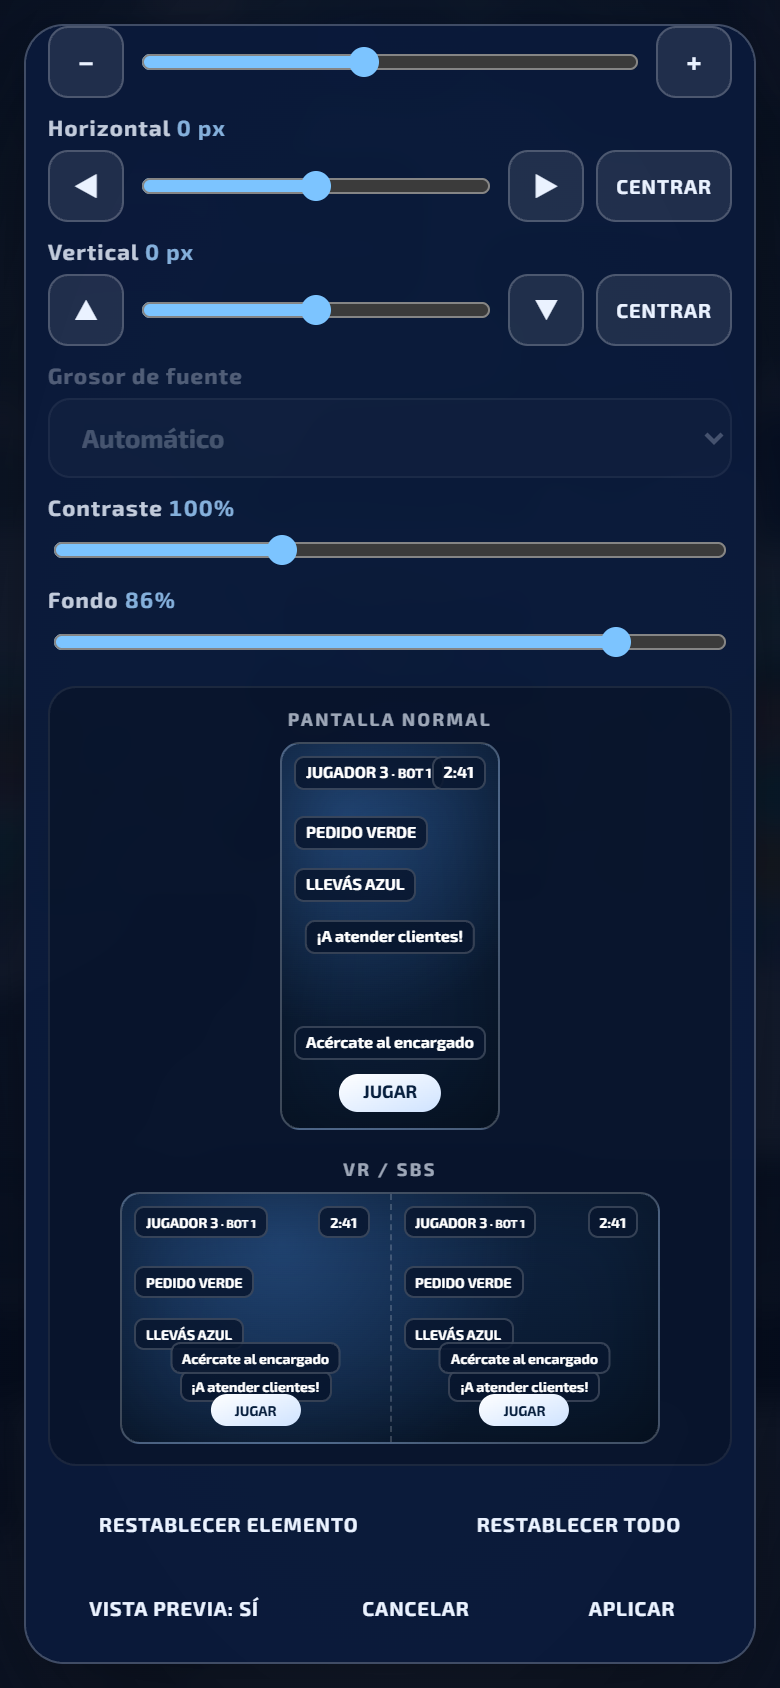 −
+
Horizontal 0 px
CENTRAR
Vertical 0 px
CENTRAR
Grosor de fuente
Automático
Contraste 100%
Fondo 86%
PANTALLA NORMAL
JUGADOR 3 · BOT 1 2:41
PEDIDO VERDE
LLEVÁS AZUL
¡A atender clientes!
Acércate al encargado
JUGAR
VR / SBS
JUGADOR 3 · BOT 1 2:41 JUGADOR 3 · BOT 1 2:41
PEDIDO VERDE PEDIDO VERDE
LLEVÁS AZUL LLEVÁS AZUL
Acércate al encargado Acércate al encargado
¡A atender clientes! ¡A atender clientes!
JUGAR JUGAR
RESTABLECER ELEMENTO RESTABLECER TODO
VISTA PREVIA: SÍ CANCELAR APLICAR